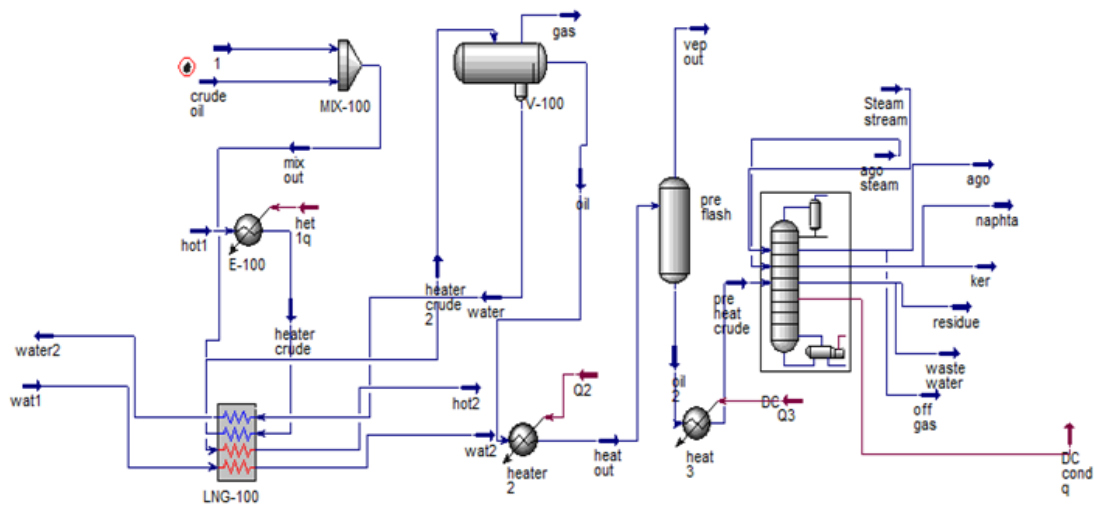 gas
vep
out
1
crude
oil
MIX-100
V-100
Steam
stream
mix
out
ago
steam
ago
het
1q
oil
pre
flash
naphta
hot1
E-100
ker
heater
crude
2
water
pre
heat
crude
residue
water2
heater
crude
waste
water
wat1
hot2
Q2
oil
2
DC
Q3
off
gas
wat2
heater
2
heat
out
heat
3
DC
cond
q
LNG-100